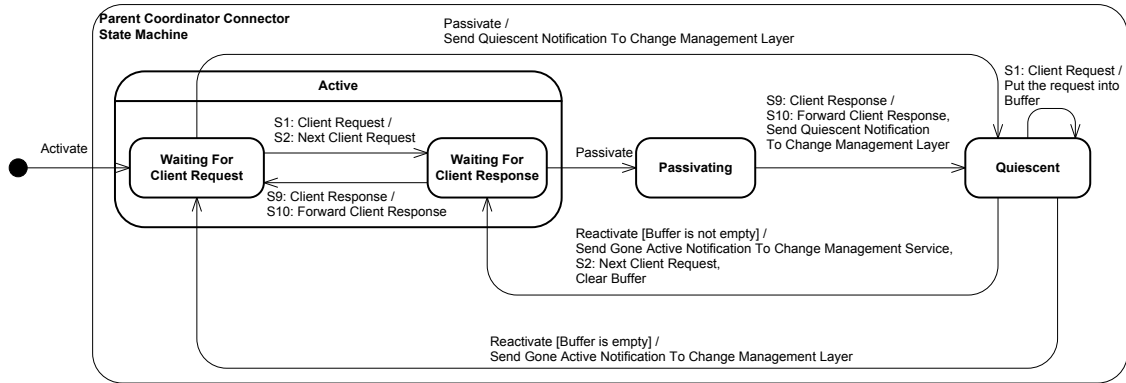 Parent Coordinator Connector
State Machine
Passivate /
Send Quiescent Notification To Change Management Layer
Active
S1: Client Request /
Put the request into
Buffer
S1: Client Request /
S2: Next Client Request
S9: Client Response /
S10: Forward Client Response,
Send Quiescent Notification
To Change Management Layer
Activate
Waiting For
Client Request
Waiting For
Client Response
Passivate
Passivating
Quiescent
S9: Client Response /
S10: Forward Client Response
Reactivate [Buffer is not empty] /
Send Gone Active Notification To Change Management Service,
S2: Next Client Request,
Clear Buffer
Reactivate [Buffer is empty] /
Send Gone Active Notification To Change Management Layer